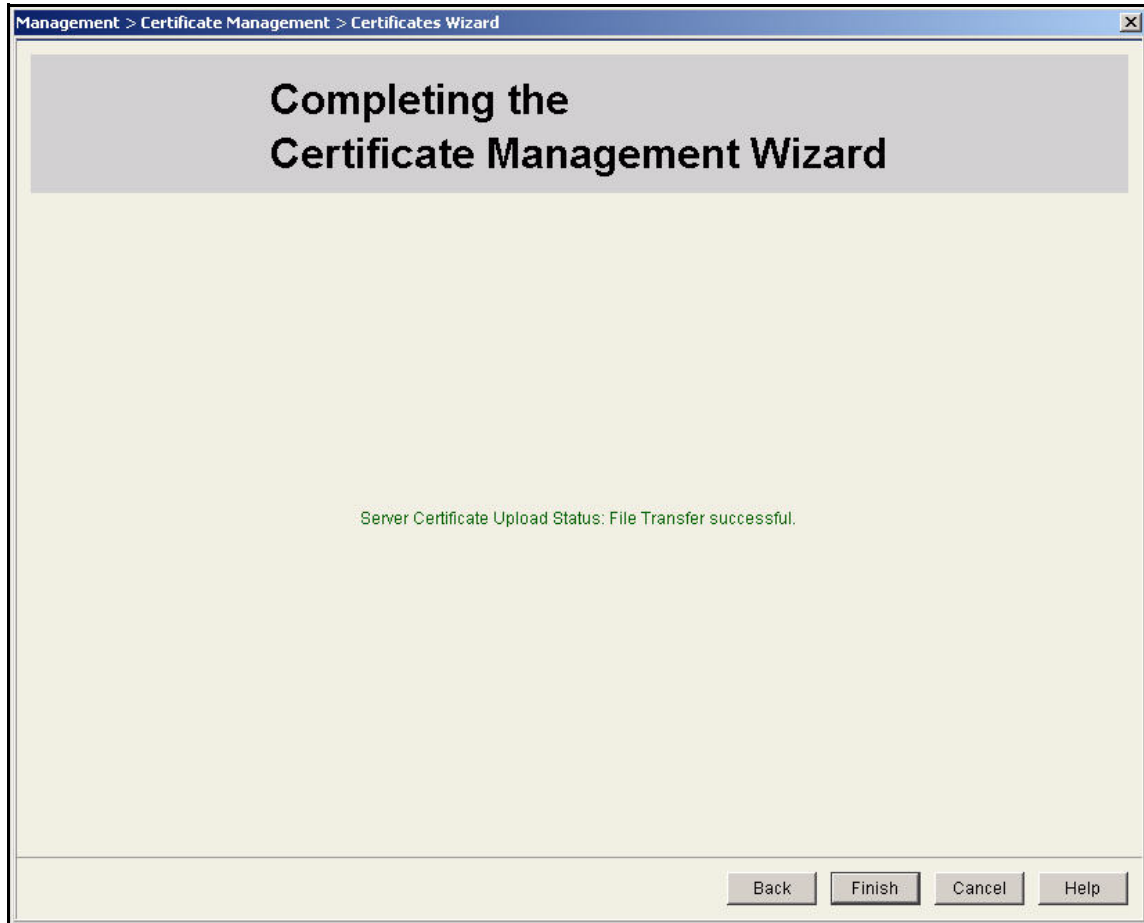 Management > Certificate Management > Certificates Wizard
Completing the
Certificate Management Wizard
Server Certificate Upload Status: File Transfer successful.
Back Finish Cancel Help